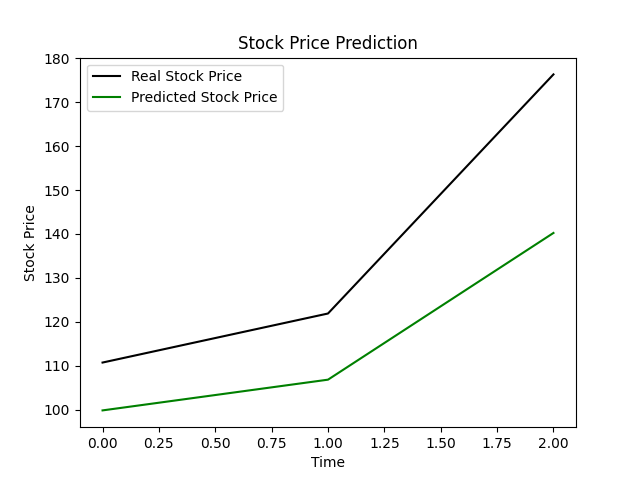 Stock Price Prediction
Real Stock Price
Predicted Stock Price
Stock Price
180
170
160
150
140
130
120
110
100
0.00 0.25 0.50 0.75 1.00 1.25 1.50 1.75 2.00
Time